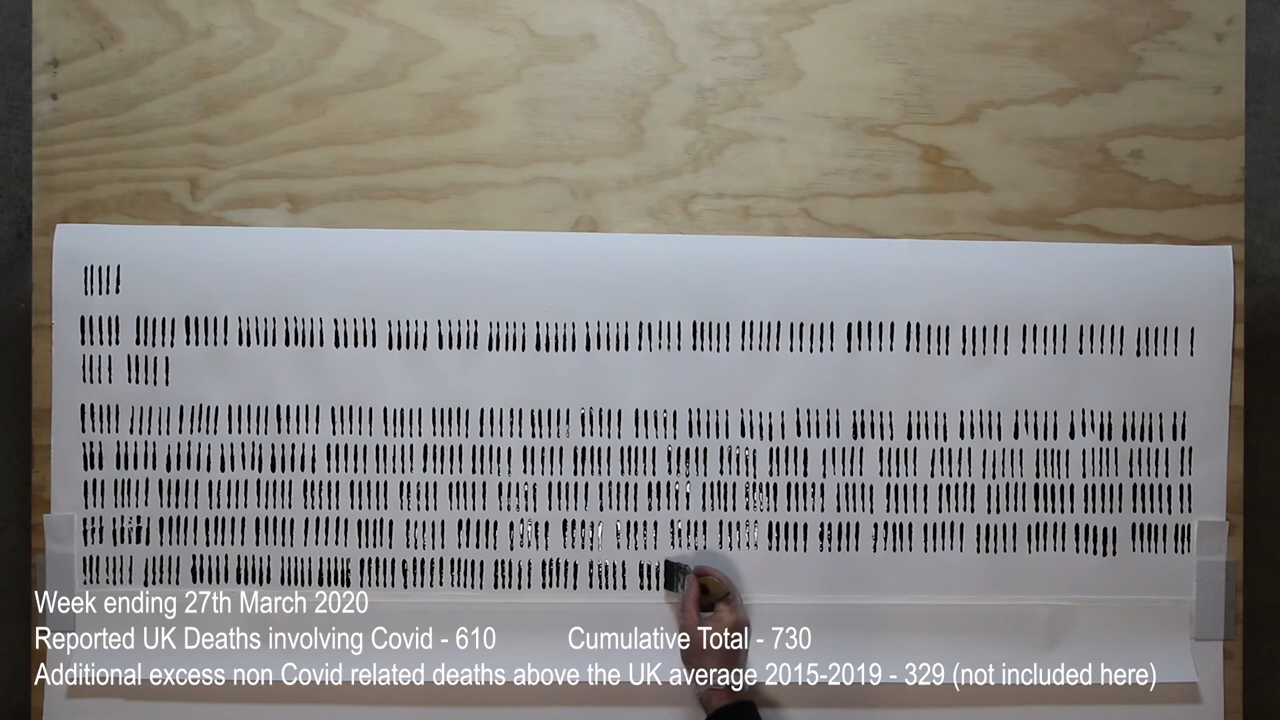 Week ending 27th March 2020
Reported UK Deaths involving Covid - 610 Cumulative Total - 730
Additional excess non Covid related deaths above the UK average 2015-2019 - 329 (not included here)